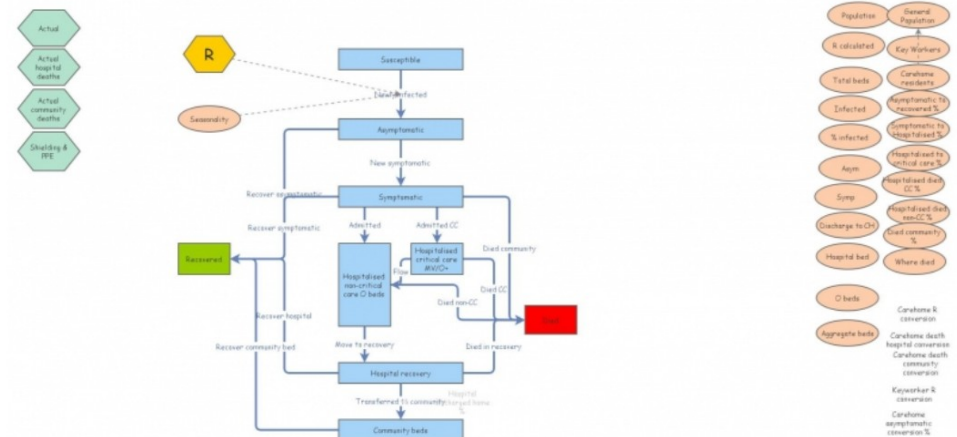 Actual
Actual
hospital
deaths
Actual
community
deaths
Shielding &
PPE
R
Seasonality
Susceptible
Newly infected
Asymptomatic
New symptomatic
Recover asymptomatic
Symptomatic
Recover symptomatic
Admitted
Admitted CC
Died community
Recovered
Hospitalised
non-critical
care O beds
Hospitalised
critical care
MV/O+
Flow
Died CC
Died non-CC
Died
Recover hospital
Recover community bed
Move to recovery
Died in recovery
Hospital recovery
Transferred to community
Hospital
home
%
Community beds
Population
General
Population
R calculated
Key Workers
Total beds
Carehome
residents
Infected
Asymptomatic to
recovered %
% infected
Symptomatic to
Hospitalised %
Asym
Hospitalised to
critical care
%
Symp
Hospitalised died
CC %
Discharge to CH
Hospitalised died
non-CC %
Hospital bed
Died community
%
Where died
O beds
Aggregate beds
Carehome R
conversion
Carehome death
hospital conversion
Carehome death
community
conversion
Keyworker R
conversion
Carehome
asymptomatic
conversion %